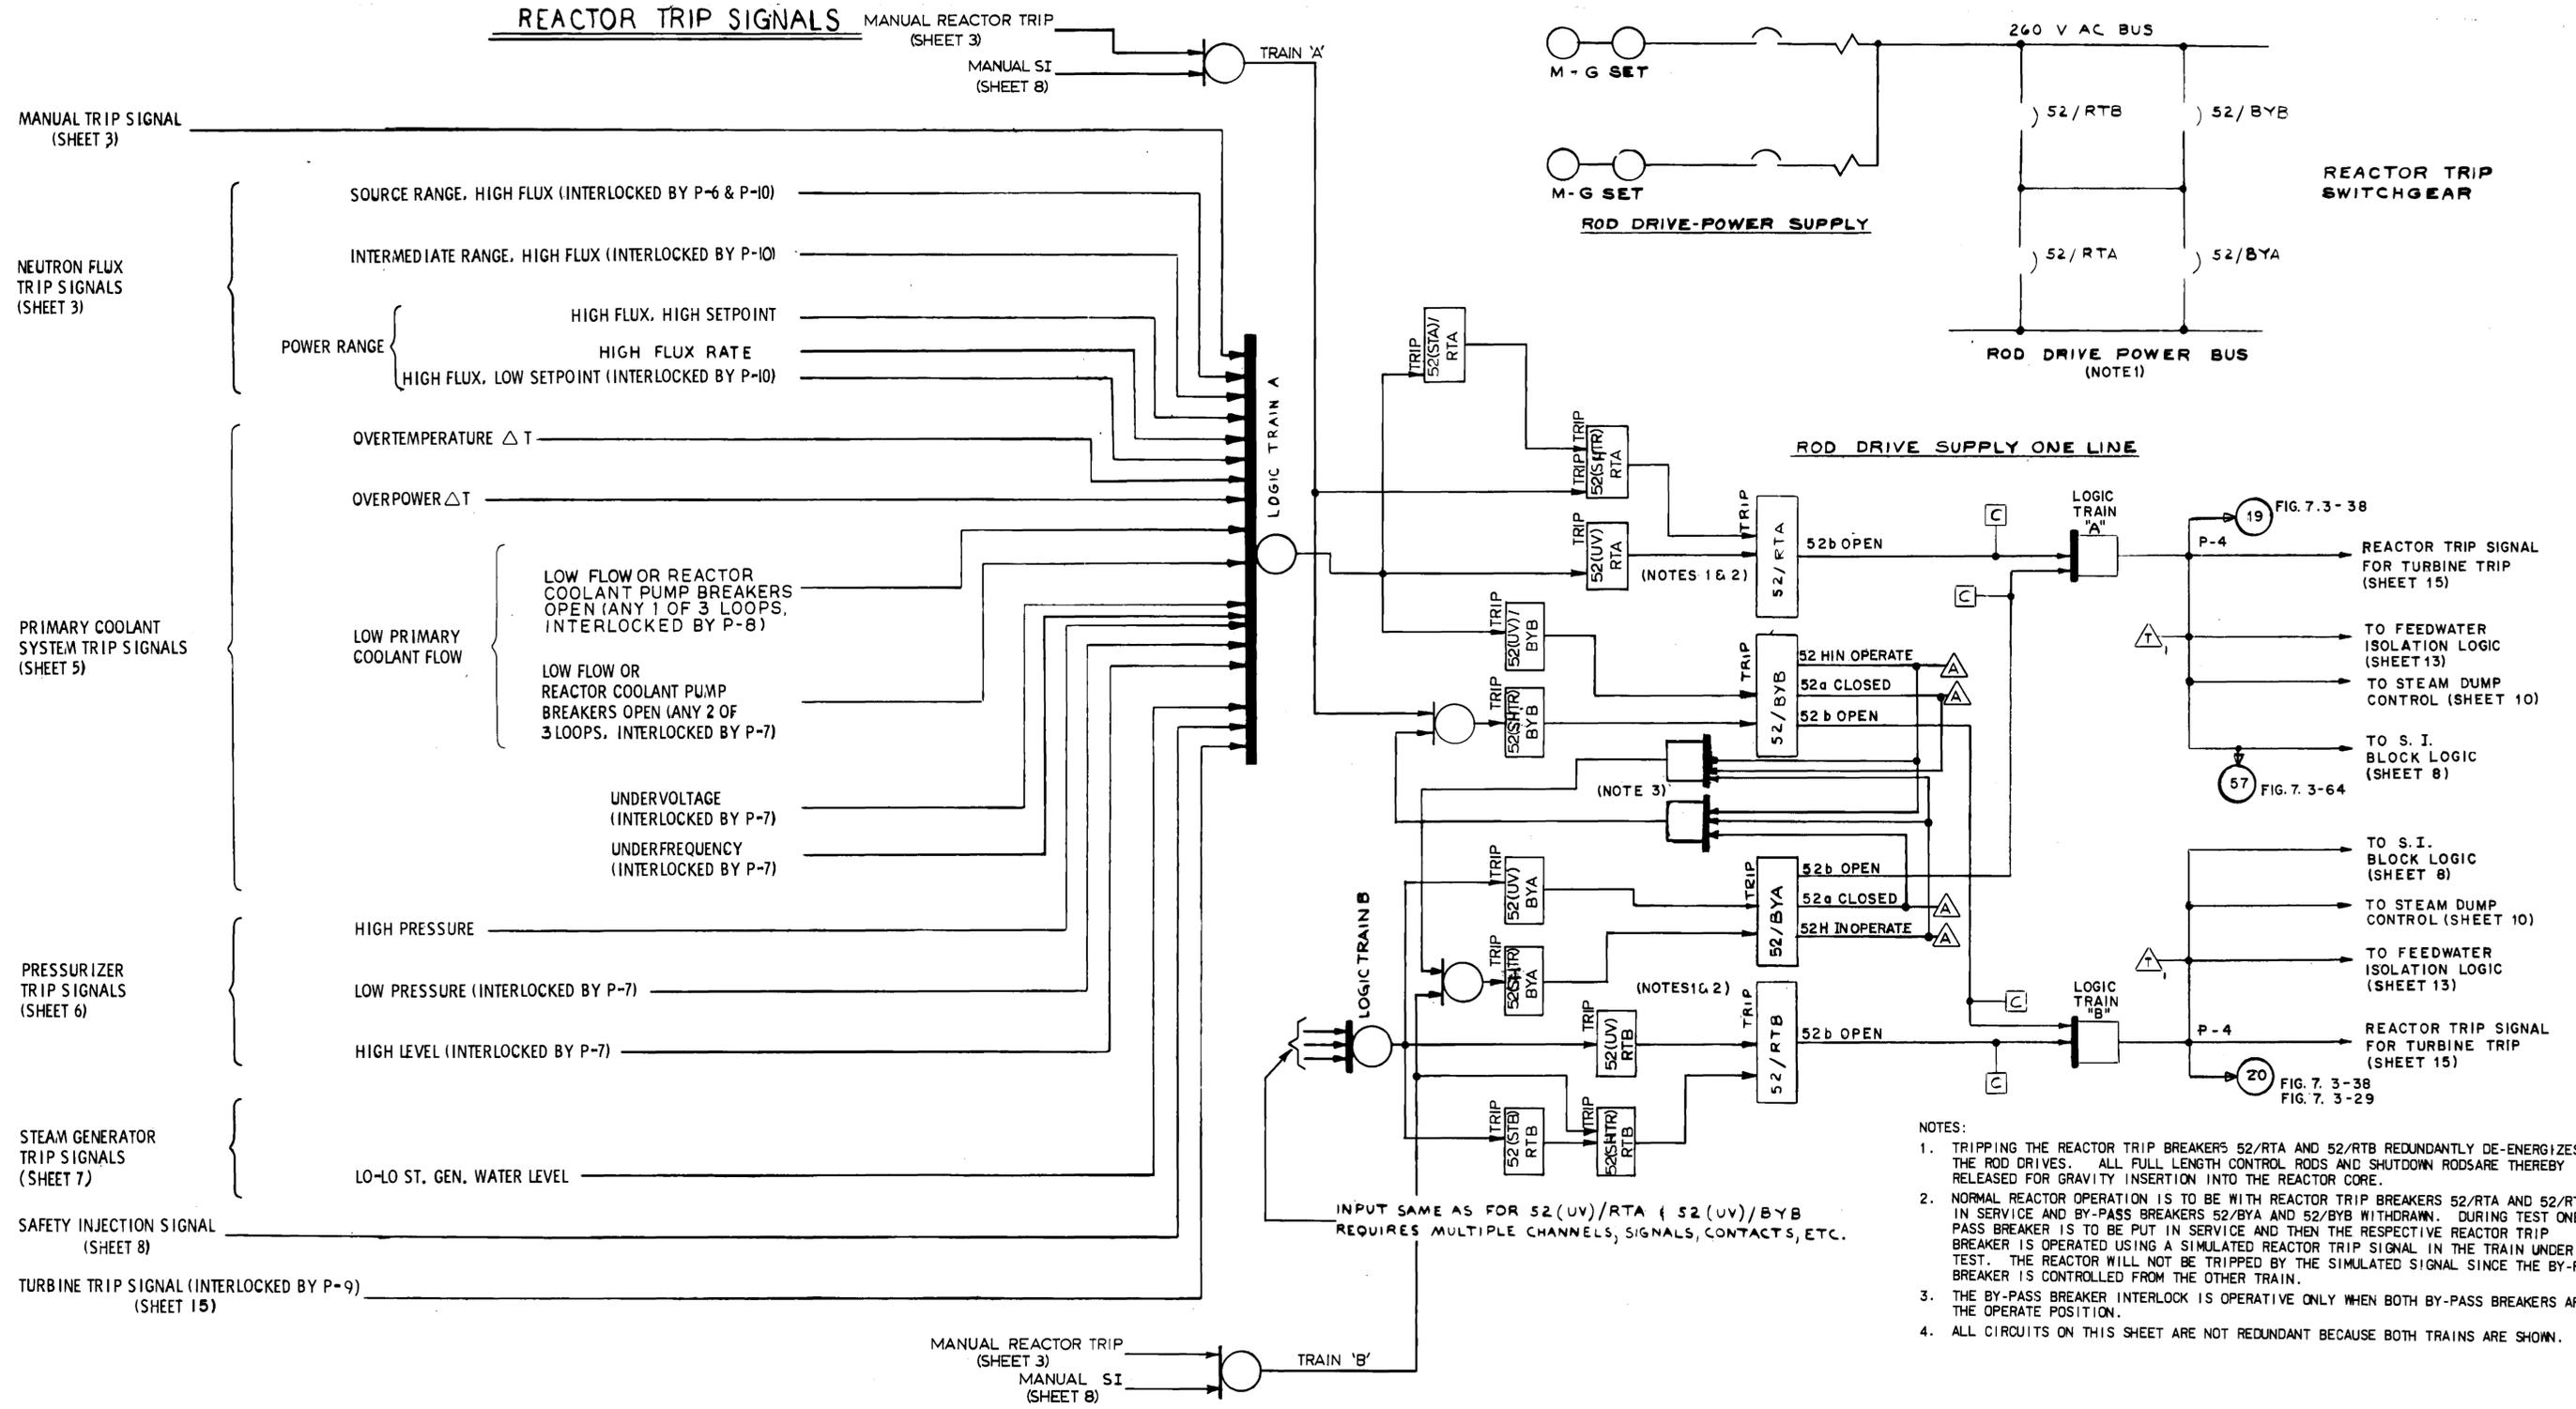 REACTOR TRIP SIGNALS
MANUAL REACTOR TRIP
(SHEET 3)
MANUAL SI
(SHEET 8)
TRAIN 'A'
MANUAL TRIP SIGNAL
(SHEET 3)
NEUTRON FLUX
TRIP SIGNALS
(SHEET 3)
SOURCE RANGE, HIGH FLUX (INTERLOCKED BY P-6 & P-10)
INTERMEDIATE RANGE, HIGH FLUX (INTERLOCKED BY P-10)
POWER RANGE
HIGH FLUX, HIGH SETPOINT
HIGH FLUX RATE
HIGH FLUX, LOW SETPOINT (INTERLOCKED BY P-10)
PRIMARY COOLANT
SYSTEM TRIP SIGNALS
(SHEET 5)
OVERTEMPERATURE △ T
OVERPOWER △ T
LOW PRIMARY
COOLANT FLOW
LOW FLOW OR REACTOR
COOLANT PUMP BREAKERS
OPEN (ANY 1 OF 3 LOOPS,
INTERLOCKED BY P-8)
LOW FLOW OR
REACTOR COOLANT PUMP
BREAKERS OPEN (ANY 2 OF
3 LOOPS, INTERLOCKED BY P-7)
UNDERVOLTAGE
(INTERLOCKED BY P-7)
UNDERFREQUENCY
(INTERLOCKED BY P-7)
PRESSURIZER
TRIP SIGNALS
(SHEET 6)
HIGH PRESSURE
LOW PRESSURE (INTERLOCKED BY P-7)
HIGH LEVEL (INTERLOCKED BY P-7)
STEAM GENERATOR
TRIP SIGNALS
(SHEET 7)
LO-LO ST. GEN. WATER LEVEL
SAFETY INJECTION SIGNAL
(SHEET 8)
TURBINE TRIP SIGNAL (INTERLOCKED BY P-9)
(SHEET 15)
MANUAL REACTOR TRIP
(SHEET 3)
MANUAL SI
(SHEET 8)
TRAIN 'B'
LOGIC TRAIN A
LOGIC TRAIN B
INPUT SAME AS FOR 52(UV)/RTA & 52(UV)/BYB
REQUIRES MULTIPLE CHANNELS, SIGNALS, CONTACTS, ETC.
M-G SET
M-G SET
ROD DRIVE-POWER SUPPLY
260 V AC BUS
52/RTB
52/BYB
52/RTA
52/BYA
REACTOR TRIP
SWITCHGEAR
ROD DRIVE POWER BUS
(NOTE 1)
ROD DRIVE SUPPLY ONE LINE
TRIP
52(STA)/
RTA
TRIP
TRIP
52(SHTR)
RTA
TRIP
52(UV)
RTA
(NOTES 1 & 2)
TRIP
52/RTA
52b OPEN
TRIP
52(UV)/
BYB
TRIP
52(SHTR)
BYB
TRIP
52/BYB
52 HIN OPERATE
52a CLOSED
52 b OPEN
A
A
(NOTE 3)
TRIP
52(UV)
BYA
TRIP
52(SHTR)
BYA
TRIP
52/BYA
52b OPEN
52a CLOSED
52H IN OPERATE
A
A
(NOTES 1 & 2)
TRIP
52(UV)
RTB
TRIP
52(STB)
RTB
TRIP
52(SHTR)
RTB
TRIP
52/RTB
52b OPEN
C
C
C
C
LOGIC
TRAIN
"A"
19
FIG. 7.3-38
P-4
REACTOR TRIP SIGNAL
FOR TURBINE TRIP
(SHEET 15)
T
TO FEEDWATER
ISOLATION LOGIC
(SHEET 13)
TO STEAM DUMP
CONTROL (SHEET 10)
TO S. I.
BLOCK LOGIC
(SHEET 8)
57
FIG. 7. 3-64
TO S.I.
BLOCK LOGIC
(SHEET 8)
TO STEAM DUMP
CONTROL (SHEET 10)
T
TO FEEDWATER
ISOLATION LOGIC
(SHEET 13)
LOGIC
TRAIN
"B"
P-4
REACTOR TRIP SIGNAL
FOR TURBINE TRIP
(SHEET 15)
20
FIG. 7. 3-38
FIG. 7. 3-29
NOTES:
1. TRIPPING THE REACTOR TRIP BREAKERS 52/RTA AND 52/RTB REDUNDANTLY DE-ENERGIZES
THE ROD DRIVES. ALL FULL LENGTH CONTROL RODS AND SHUTDOWN RODSARE THEREBY
RELEASED FOR GRAVITY INSERTION INTO THE REACTOR CORE.
2. NORMAL REACTOR OPERATION IS TO BE WITH REACTOR TRIP BREAKERS 52/RTA AND
IN SERVICE AND BY-PASS BREAKERS 52/BYA AND 52/BYB WITHDRAWN. DURING TEST
PASS BREAKER IS TO BE PUT IN SERVICE AND THEN THE RESPECTIVE REACTOR TRIP
BREAKER IS OPERATED USING A SIMULATED REACTOR TRIP SIGNAL IN THE TRAIN UNDER
TEST. THE REACTOR WILL NOT BE TRIPPED BY THE SIMULATED SIGNAL SINCE THE
BREAKER IS CONTROLLED FROM THE OTHER TRAIN.
3. THE BY-PASS BREAKER INTERLOCK IS OPERATIVE ONLY WHEN BOTH BY-PASS BREAKERS
THE OPERATE POSITION.
4. ALL CIRCUITS ON THIS SHEET ARE NOT REDUNDANT BECAUSE BOTH TRAINS ARE SHOWN.